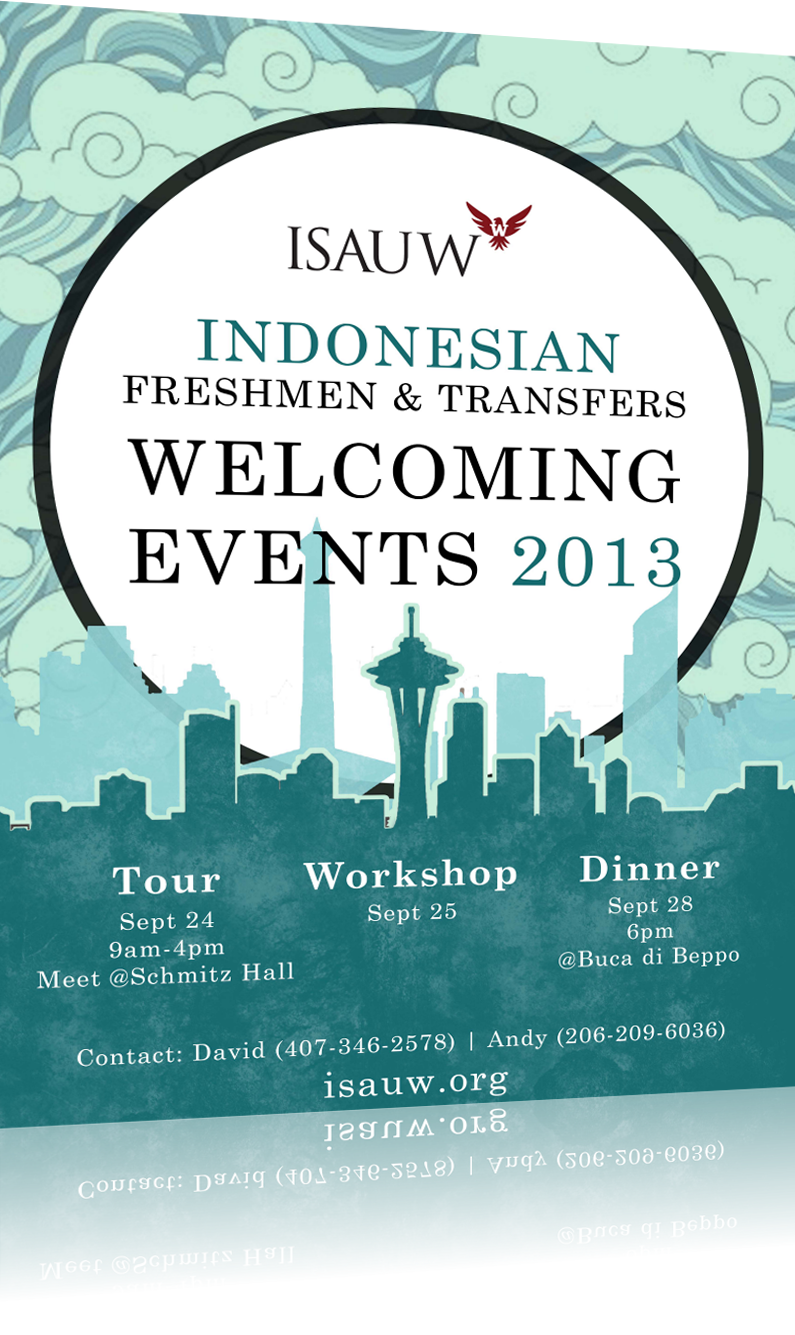 ISAUW
INDONESIAN
FRESHMEN & TRANSFERS
WELCOMING
EVENTS 2013
Tour
Sept 24
9am-4pm
Meet @Schmitz Hall
Workshop
Sept 25
Dinner
Sept 28
6pm
@Buca di Beppo
Contact: David (407-346-2578) | Andy (206-209-6036)
isauw.org